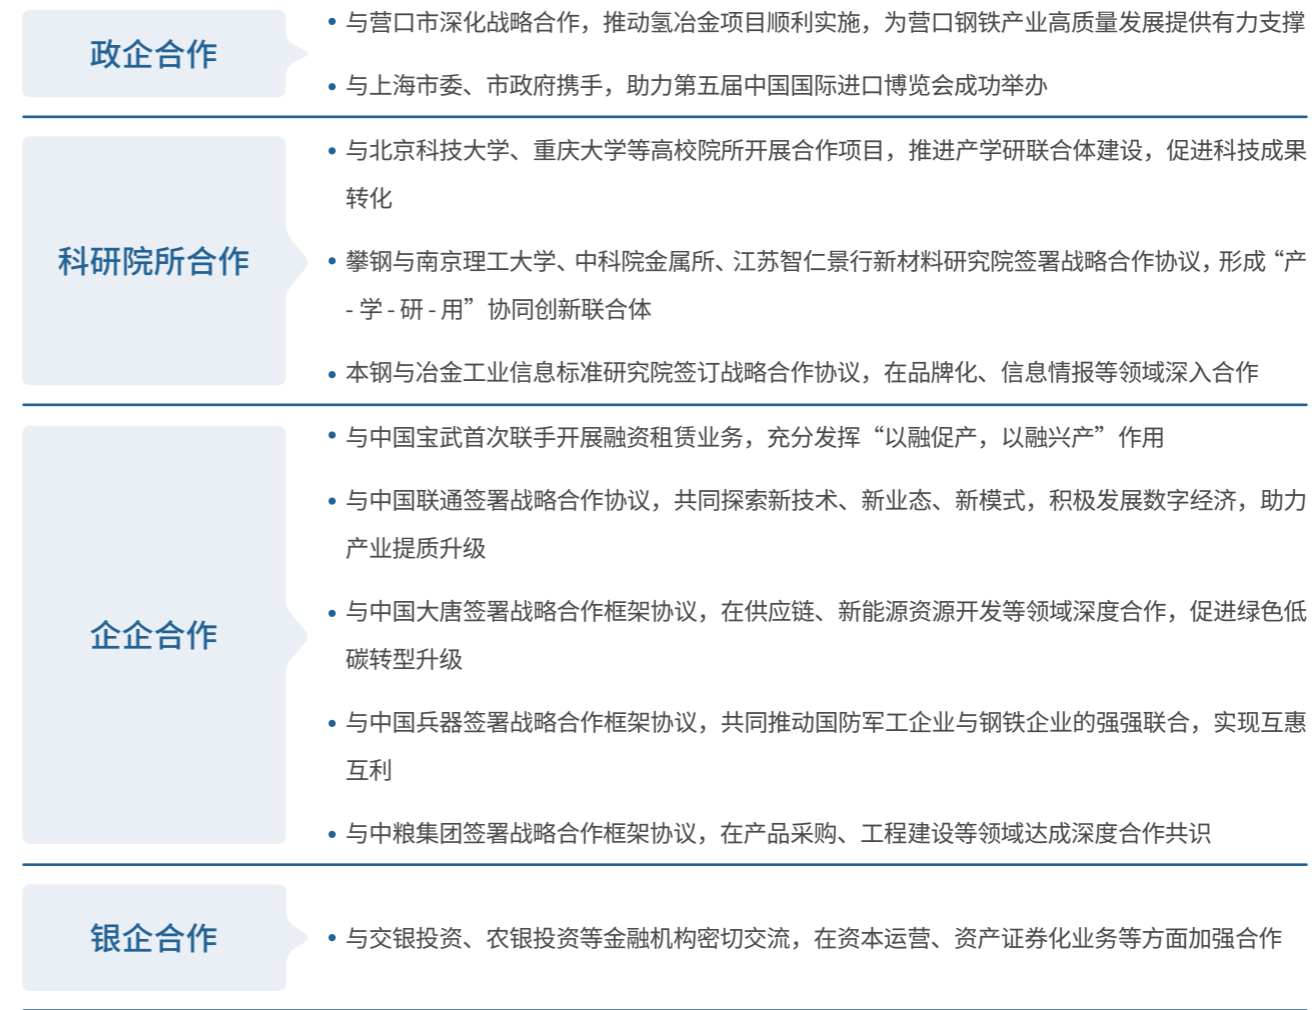 政企合作
与营口市深化战略合作，推动氢冶金项目顺利实施，为营口钢铁产业高质量发展提供有力支撑
与上海市委、市政府携手，助力第五届中国国际进口博览会成功举办
科研院所合作
与北京科技大学、重庆大学等高校院所开展合作项目，推进产学研联合体建设，促进科技成果
转化
攀钢与南京理工大学、中科院金属所、江苏智仁景行新材料研究院签署战略合作协议，形成“产
- 学 - 研 - 用”协同创新联合体
本钢与冶金工业信息标准研究院签订战略合作协议，在品牌化、信息情报等领域深入合作
企企合作
与中国宝武首次联手开展融资租赁业务，充分发挥“以融促产，以融兴产”作用
与中国联通签署战略合作协议，共同探索新技术、新业态、新模式，积极发展数字经济，助力
产业提质升级
与中国大唐签署战略合作框架协议，在供应链、新能源资源开发等领域深度合作，促进绿色低
碳转型升级
与中国兵器签署战略合作框架协议，共同推动国防军工企业与钢铁企业的强强联合，实现互惠
互利
与中粮集团签署战略合作框架协议，在产品采购、工程建设等领域达成深度合作共识
银企合作
与交银投资、农银投资等金融机构密切交流，在资本运营、资产证券化业务等方面加强合作